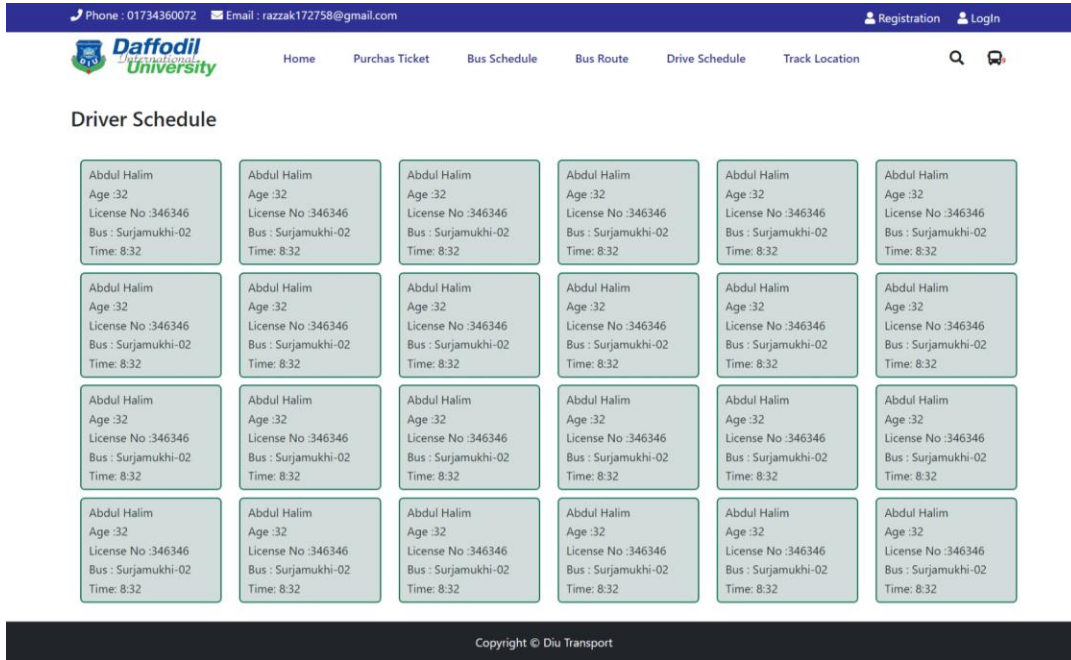 Phone : 01734360072 Email : razzak172758@gmail.com Registration LogIn
Daffodil
International
University
Home Purchas Ticket Bus Schedule Bus Route Drive Schedule Track Location
Driver Schedule
Abdul Halim Abdul Halim Abdul Halim Abdul Halim Abdul Halim Abdul Halim
Age :32 Age :32 Age :32 Age :32 Age :32 Age :32
License No :346346 License No :346346 License No :346346 License No :346346 License No :346346 License No :346346
Bus : Surjamukhi-02 Bus : Surjamukhi-02 Bus : Surjamukhi-02 Bus : Surjamukhi-02 Bus : Surjamukhi-02 Bus : Surjamukhi-02
Time: 8:32 Time: 8:32 Time: 8:32 Time: 8:32 Time: 8:32 Time: 8:32
Abdul Halim Abdul Halim Abdul Halim Abdul Halim Abdul Halim Abdul Halim
Age :32 Age :32 Age :32 Age :32 Age :32 Age :32
License No :346346 License No :346346 License No :346346 License No :346346 License No :346346 License No :346346
Bus : Surjamukhi-02 Bus : Surjamukhi-02 Bus : Surjamukhi-02 Bus : Surjamukhi-02 Bus : Surjamukhi-02 Bus : Surjamukhi-02
Time: 8:32 Time: 8:32 Time: 8:32 Time: 8:32 Time: 8:32 Time: 8:32
Abdul Halim Abdul Halim Abdul Halim Abdul Halim Abdul Halim Abdul Halim
Age :32 Age :32 Age :32 Age :32 Age :32 Age :32
License No :346346 License No :346346 License No :346346 License No :346346 License No :346346 License No :346346
Bus : Surjamukhi-02 Bus : Surjamukhi-02 Bus : Surjamukhi-02 Bus : Surjamukhi-02 Bus : Surjamukhi-02 Bus : Surjamukhi-02
Time: 8:32 Time: 8:32 Time: 8:32 Time: 8:32 Time: 8:32 Time: 8:32
Abdul Halim Abdul Halim Abdul Halim Abdul Halim Abdul Halim Abdul Halim
Age :32 Age :32 Age :32 Age :32 Age :32 Age :32
License No :346346 License No :346346 License No :346346 License No :346346 License No :346346 License No :346346
Bus : Surjamukhi-02 Bus : Surjamukhi-02 Bus : Surjamukhi-02 Bus : Surjamukhi-02 Bus : Surjamukhi-02 Bus : Surjamukhi-02
Time: 8:32 Time: 8:32 Time: 8:32 Time: 8:32 Time: 8:32 Time: 8:32
Copyright © Diu Transport